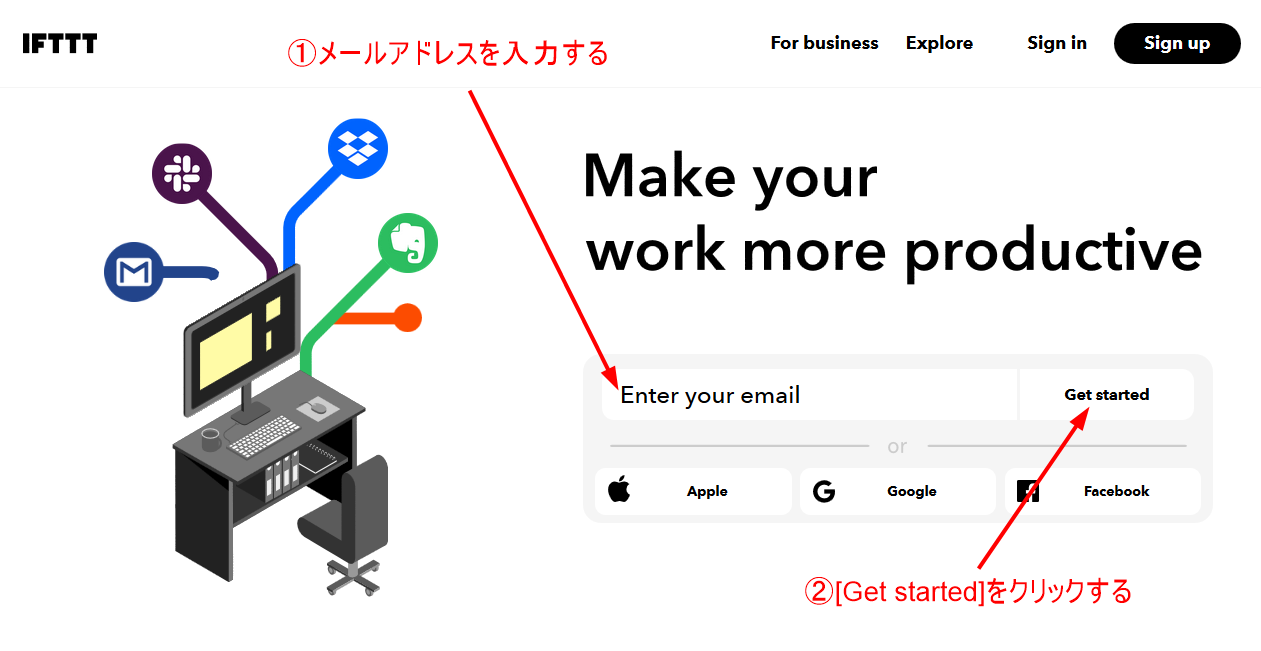 IFTTT
①メールアドレスを入力する
For business
Explore
Sign in
Sign up
Make your
work more productive
Enter your email
Get started
or
Apple
Google
Facebook
②[Get started]をクリックする